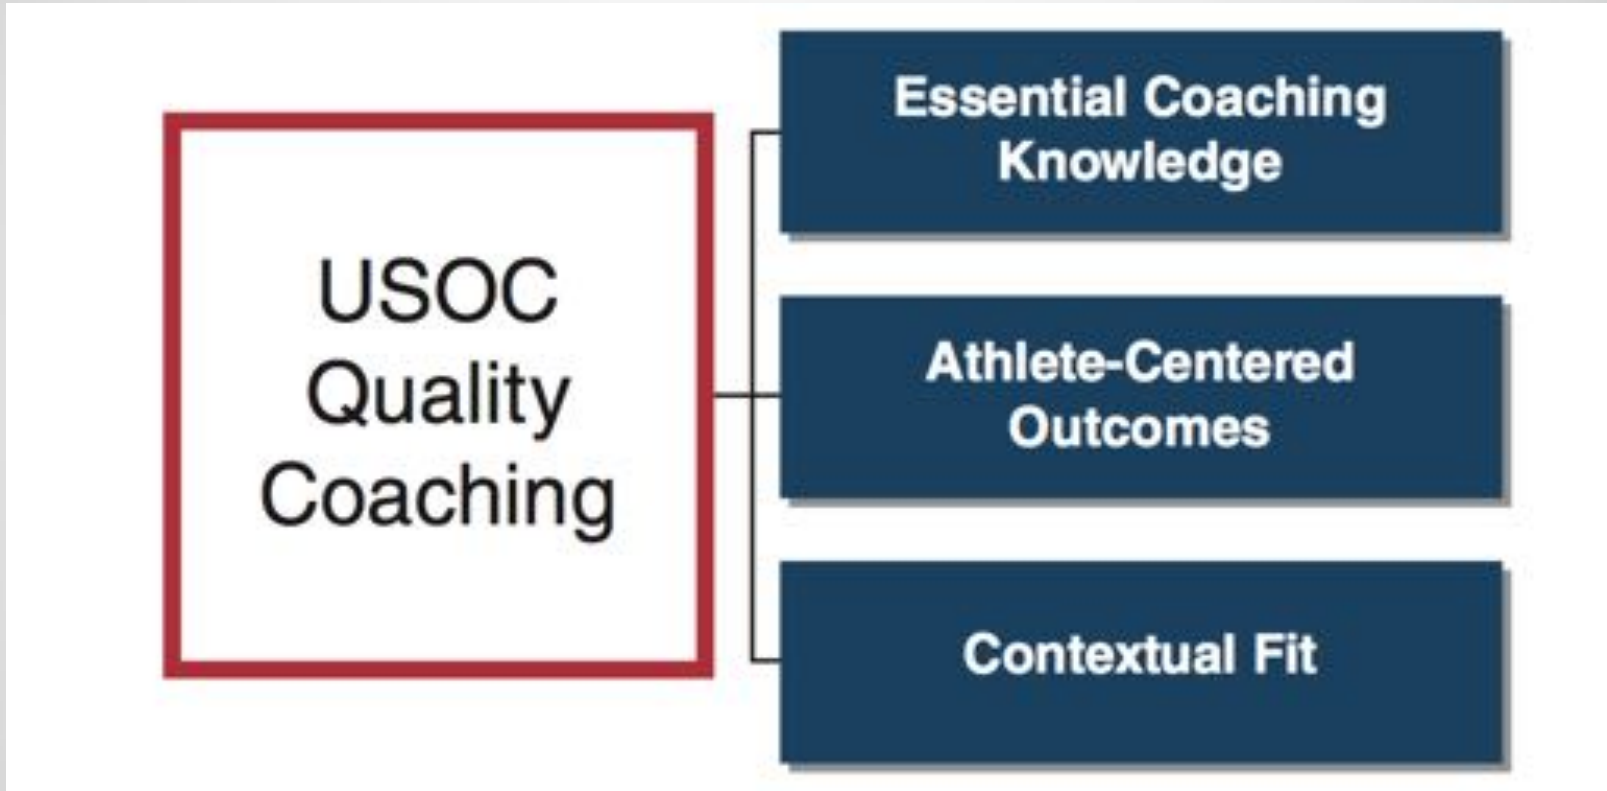 USOC
Quality
Coaching
Essential Coaching
Knowledge
Athlete-Centered
Outcomes
Contextual Fit